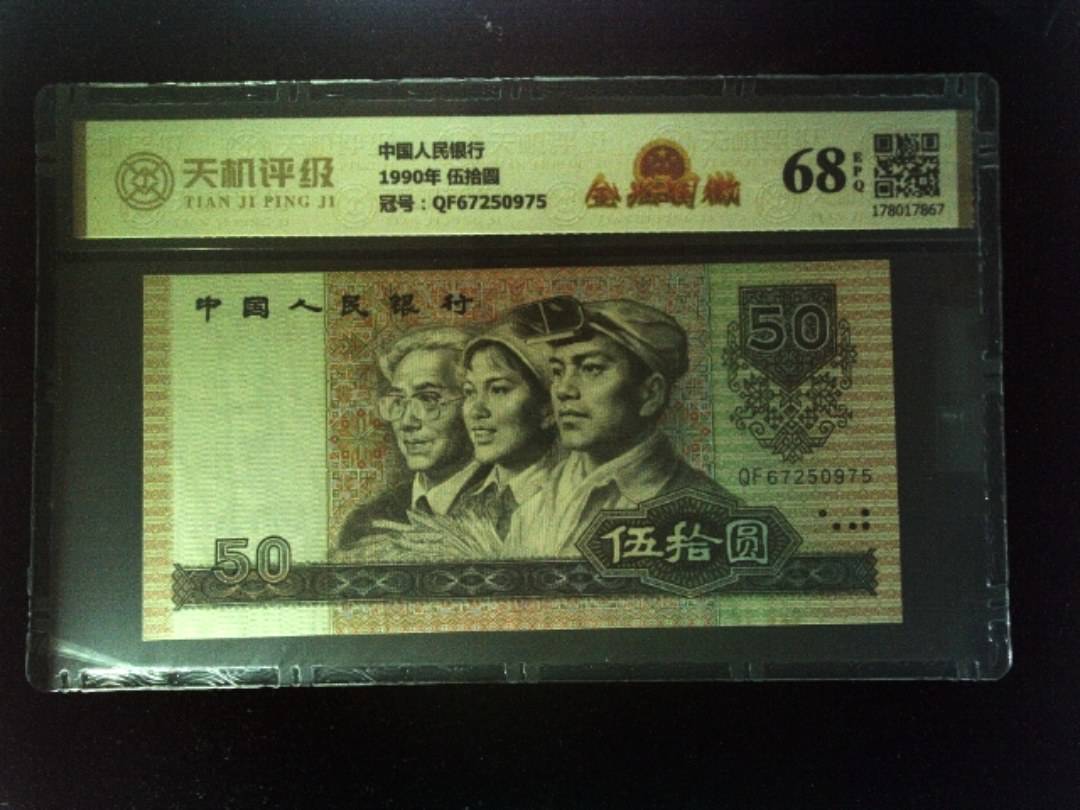 天机评级
TIAN JI PING JI
中国人民银行
1990年 伍拾圆
冠号：QF67250975
国徽
68
EPQ
178017867
中国人民银行
50
QF67250975
伍拾圆
50